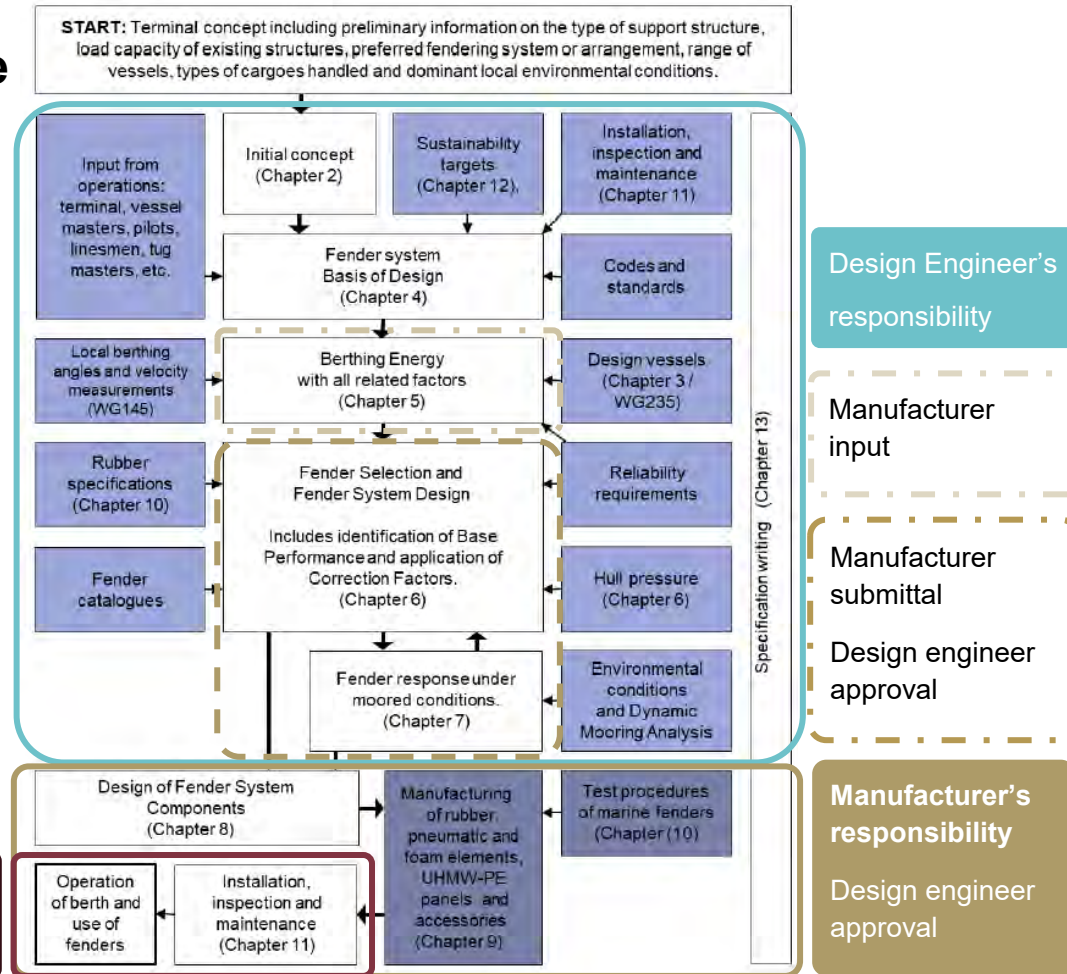 e
START: Terminal concept including preliminary information on the type of support structure,
load capacity of existing structures, preferred fendering system or arrangement, range of
vessels, types of cargoes handled and dominant local environmental conditions.
Input from
operations:
terminal, vessel
masters, pilots,
linesmen, tug
masters, etc.
Initial concept
(Chapter 2)
Sustainability
targets
(Chapter 12).
Installation,
inspection and
maintenance
(Chapter 11)
Fender system
Basis of Design
(Chapter 4)
Codes and
standards
Local berthing
angles and velocity
measurements
(WG145)
Berthing Energy
with all related factors
(Chapter 5)
Design vessels
(Chapter 3 /
WG235)
Rubber
specifications
(Chapter 10)
Fender Selection and
Fender System Design
Includes identification of Base
Performance and application of
Correction Factors.
(Chapter 6)
Reliability
requirements
Fender
catalogues
Hull pressure
(Chapter 6)
Fender response under
moored conditions.
(Chapter 7)
Environmental
conditions
and Dynamic
Mooring Analysis
Specification writing (Chapter 13)
Design of Fender System
Components
(Chapter 8)
Manufacturing
of rubber,
pneumatic and
foam elements,
UHMW-PE
panels and
accessories
(Chapter 9)
Test procedures
of marine fenders
(Chapter (10)
Operation
of berth and
use of
fenders
Installation,
inspection and
maintenance
(Chapter 11)
Design Engineer's
responsibility
Manufacturer
input
Manufacturer
submittal
Design engineer
approval
Manufacturer's
responsibility
Design engineer
approval